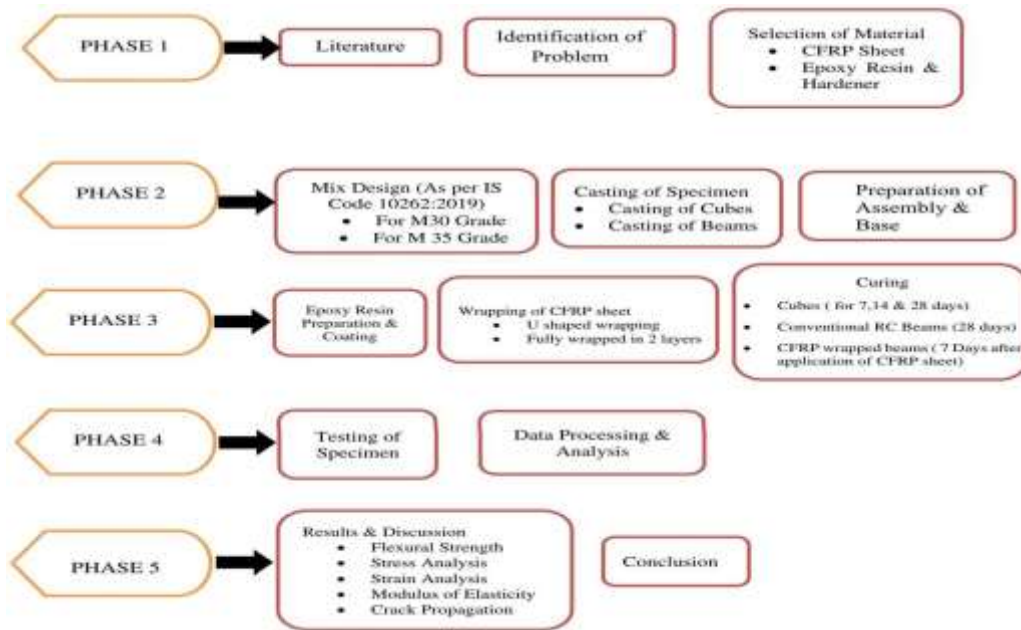 PHASE 1
Literature
Identification of
Problem
Selection of Material
• CFRP Sheet
• Epoxy Resin &
Hardener
PHASE 2
Mix Design (As per IS
Code 10262:2019)
• For M30 Grade
• For M 35 Grade
Casting of Specimen
• Casting of Cubes
• Casting of Beams
Preparation of
Assembly &
Base
PHASE 3
Epoxy Resin
Preparation &
Coating
Wrapping of CFRP sheet
• U shaped wrapping
• Fully wrapped in 2 layers
Curing
• Cubes ( for 7,14 & 28 days)
• Conventional RC Beams (28 days)
• CFRP wrapped beams ( 7 Days after
application of CFRP sheet)
PHASE 4
Testing of
Specimen
Data Processing &
Analysis
PHASE 5
Results & Discussion
• Flexural Strength
• Stress Analysis
• Strain Analysis
• Modulus of Elasticity
• Crack Propagation
Conclusion